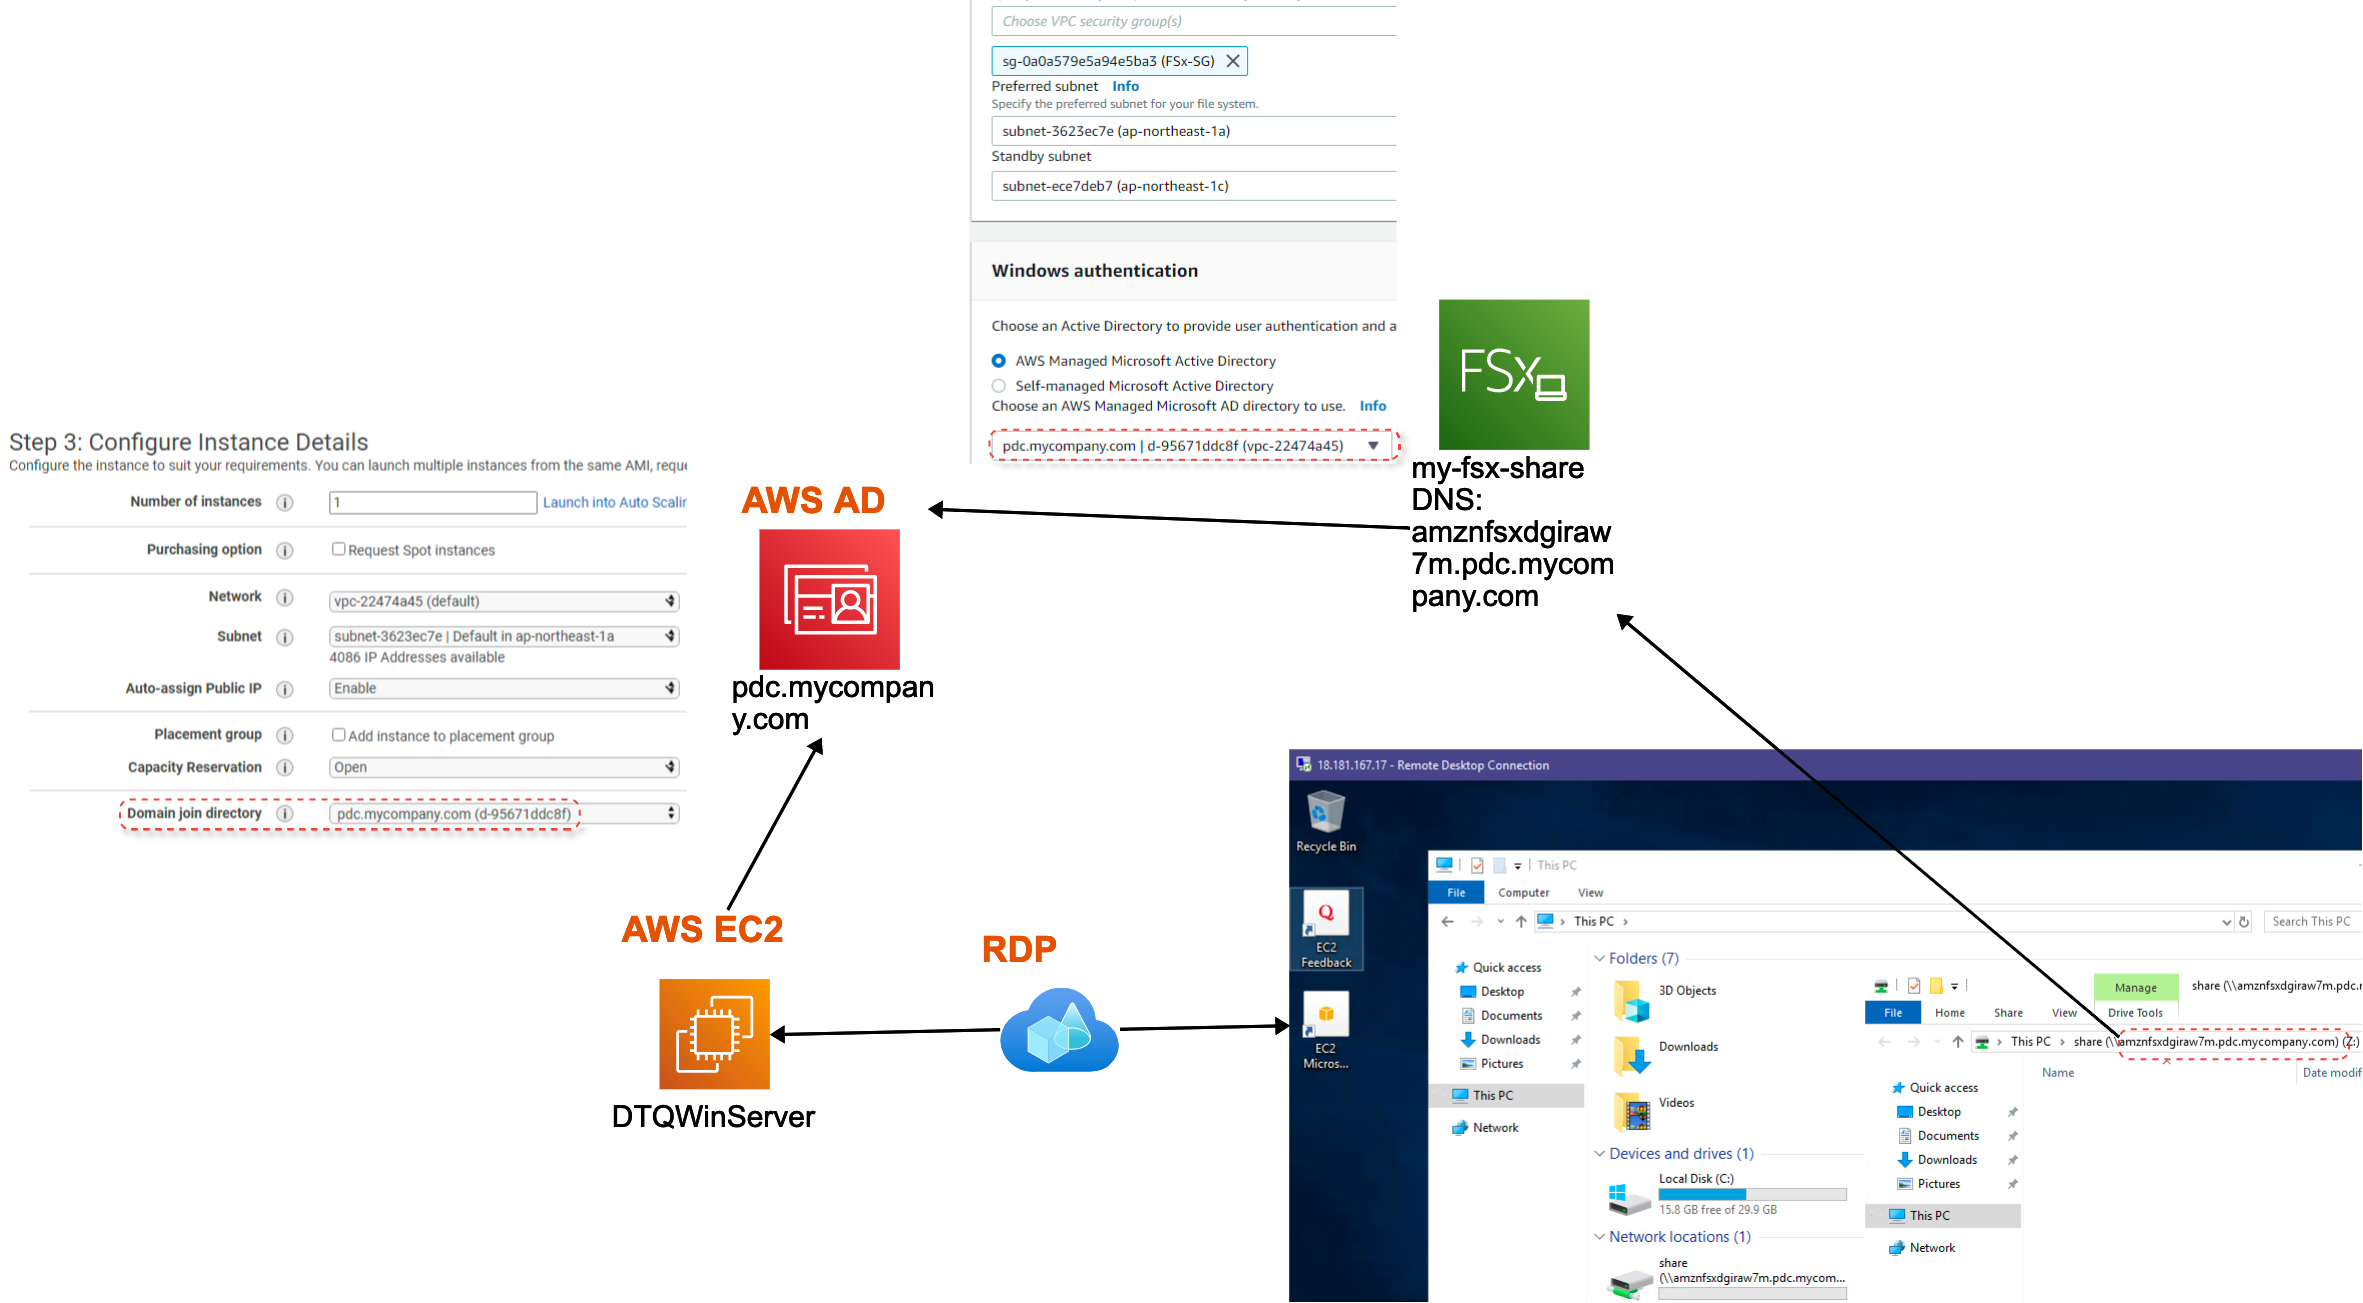 Choose VPC security group(s)
sg-0a0a579e5a94e5ba3 (FSx-SG)
Preferred subnet Info
Specify the preferred subnet for your file system.
subnet-3623ec7e (ap-northeast-1a)
Standby subnet
subnet-ece7deb7 (ap-northeast-1c)
Windows authentication
Choose an Active Directory to provide user authentication and a
AWS Managed Microsoft Active Directory
Self-managed Microsoft Active Directory
Choose an AWS Managed Microsoft AD directory to use. Info
pdc.mycompany.com | d-95671ddc8f (vpc-22474a45)
FSx
my-fsx-share
DNS:
amznfsxdgiraw
7m.pdc.mycom
pany.com
Step 3: Configure Instance Details
Configure the instance to suit your requirements. You can launch multiple instances from the same AMI, reque
Number of instances 1 Launch into Auto Scalin
Purchasing option Request Spot instances
Network vpc-22474a45 (default)
Subnet subnet-3623ec7e | Default in ap-northeast-1a
4086 IP Addresses available
Auto-assign Public IP Enable
Placement group Add instance to placement group
Capacity Reservation Open
Domain join directory pdc.mycompany.com (d-95671ddc8f)
AWS AD
pdc.mycompan
y.com
AWS EC2
DTQWinServer
RDP
18.181.167.17 - Remote Desktop Connection
Recycle Bin
EC2
Feedback
EC2
Micros...
This PC
File Computer View
This PC
Search This PC
Quick access
Desktop
Documents
Downloads
Pictures
This PC
Network
Folders (7)
3D Objects
Downloads
Videos
Devices and drives (1)
Local Disk (C:)
15.8 GB free of 29.9 GB
Network locations (1)
share
(\\amznfsxdgiraw7m.pdc.mycom...
Manage share (\\amznfsxdgiraw7m.pdc.
File Home Share View Drive Tools
This PC share (\\amznfsxdgiraw7m.pdc.mycompany.com) (Z:)
Name Date modif
Quick access
Desktop
Documents
Downloads
Pictures
This PC
Network